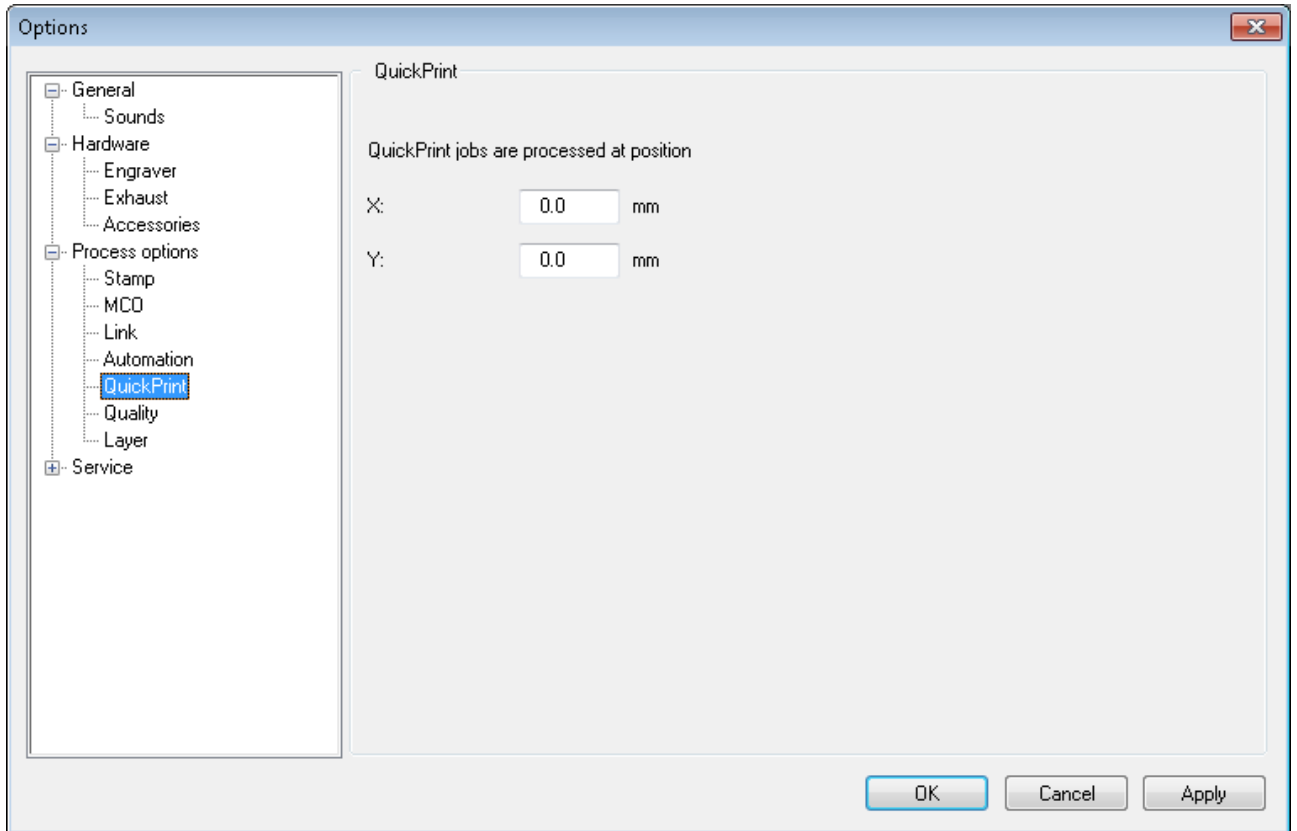 Options
General
Sounds
Hardware
Engraver
Exhaust
Accessories
Process options
Stamp
MCO
Link
Automation
QuickPrint
Quality
Layer
Service
QuickPrint
QuickPrint jobs are processed at position
X: 0.0 mm
Y: 0.0 mm
OK Cancel Apply